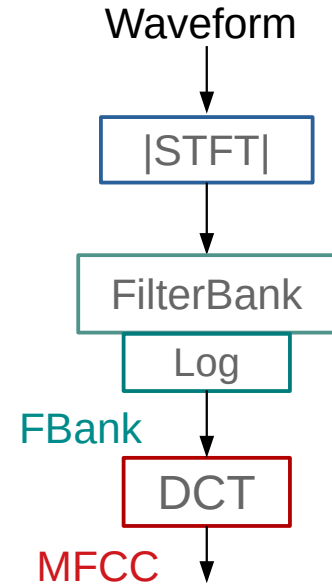 Waveform
|STFT|
FilterBank
Log
FBank
DCT
MFCC